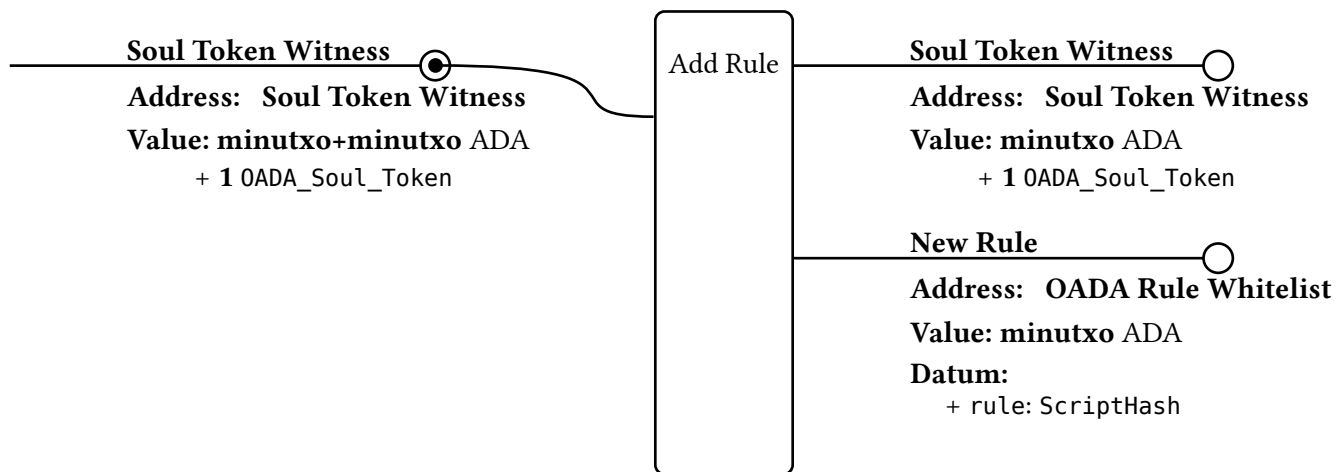 Soul Token Witness
Address: Soul Token Witness
Value: minutxo+minutxo ADA
+ 1 OADA_Soul_Token
Add Rule
Soul Token Witness
Address: Soul Token Witness
Value: minutxo ADA
+ 1 OADA_Soul_Token
New Rule
Address: OADA Rule Whitelist
Value: minutxo ADA
Datum:
+ rule: ScriptHash